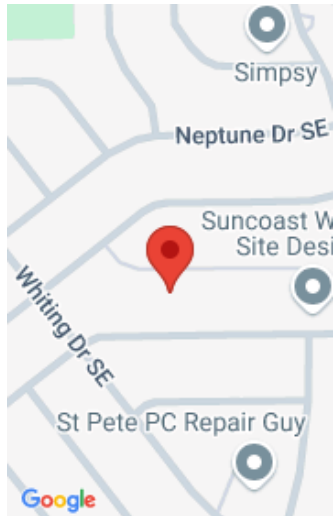 Simpsy
Neptune Dr SE
Suncoast W
Site Desi
Whiting Dr SE
St Pete PC Repair Guy
Google